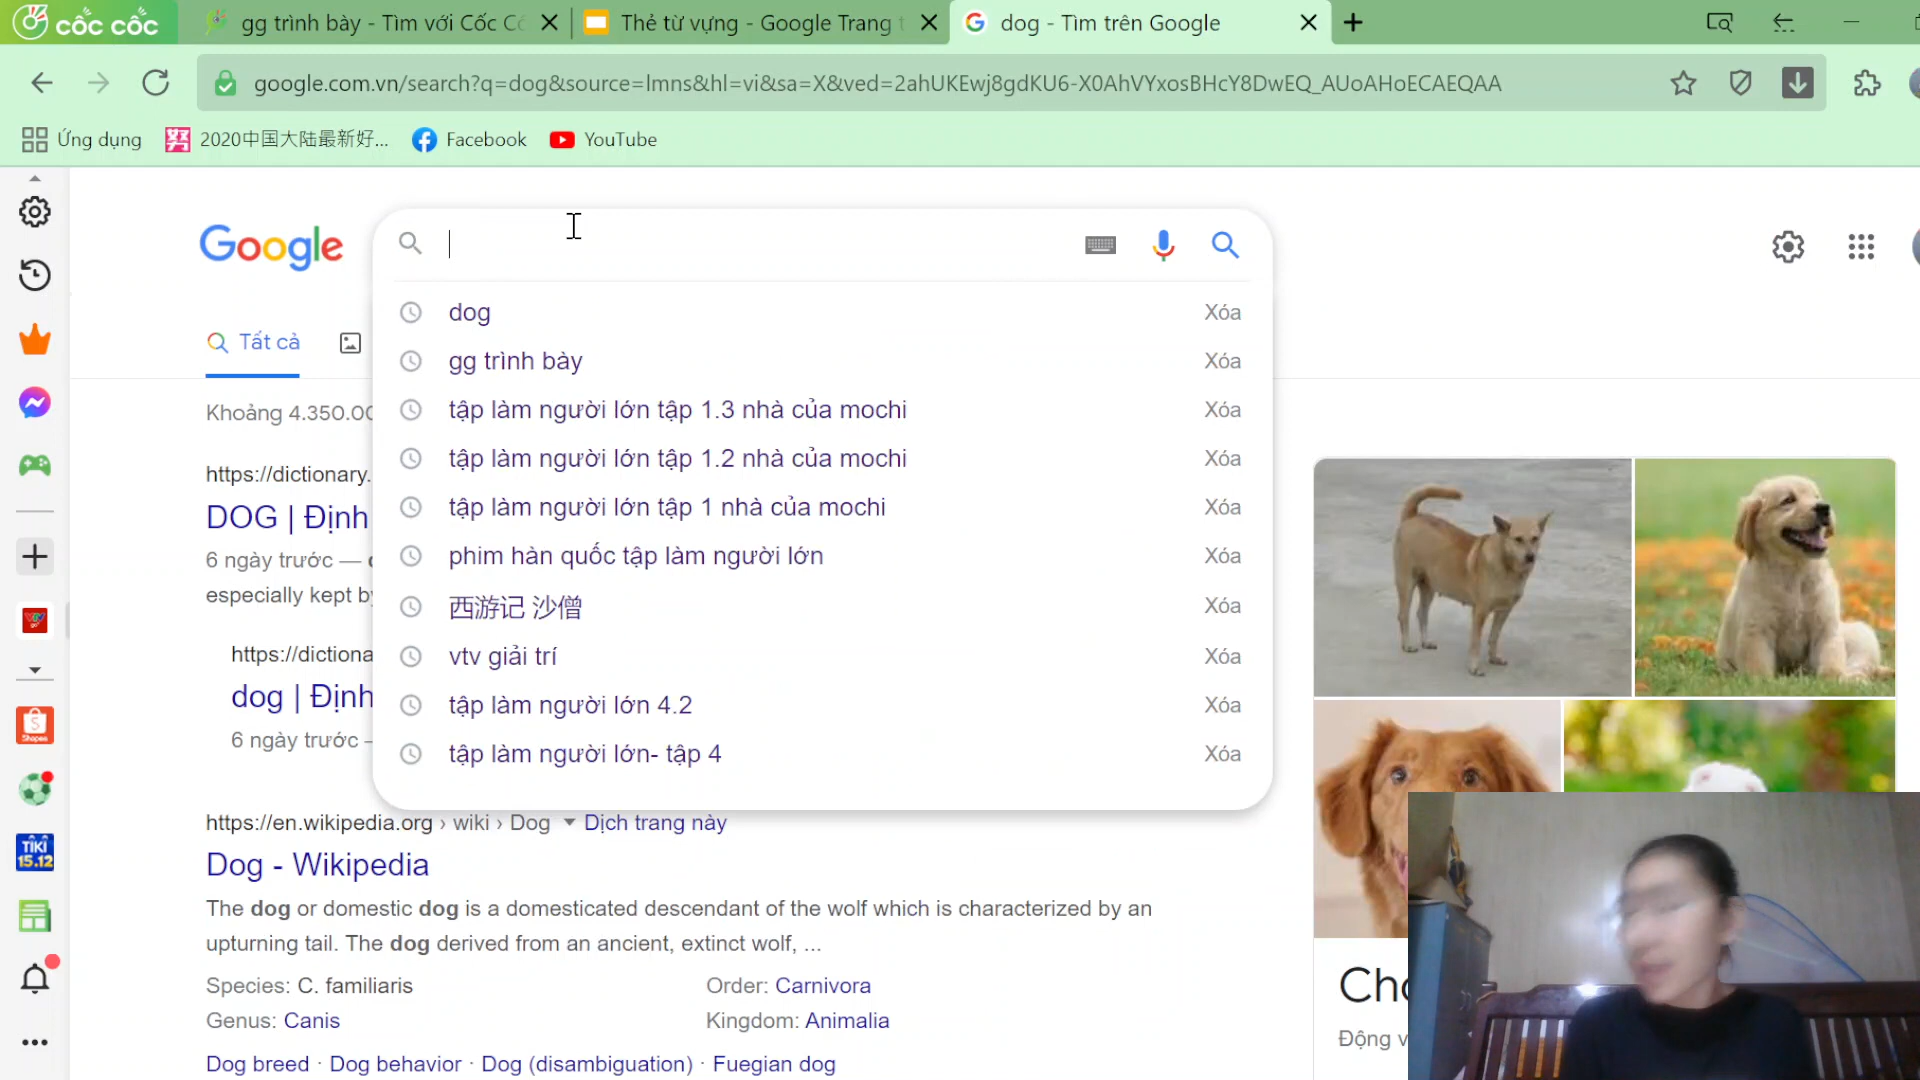 cốc cốc
gg trình bày - Tìm với Cốc Cố
Thẻ từ vựng - Google Trang t
dog - Tìm trên Google
google.com.vn/search?q=dog&source=lmns&hl=vi&sa=X&ved=2ahUKEwj8gdKU6-X0AhVYxosBHcY8DwEQ_AUoAHoECAEQAA
Ứng dụng
2020中国大陆最新好...
Facebook
YouTube
Google
dog Xóa
Tất cả
gg trình bày Xóa
Khoảng 4.350.00
tập làm người lớn tập 1.3 nhà của mochi Xóa
tập làm người lớn tập 1.2 nhà của mochi Xóa
https://dictionary.
DOG | Định
tập làm người lớn tập 1 nhà của mochi Xóa
6 ngày trước —
phim hàn quốc tập làm người lớn Xóa
especially kept by
西游记 沙僧 Xóa
https://dictiona
vtv giải trí Xóa
dog | Định
tập làm người lớn 4.2 Xóa
6 ngày trước
tập làm người lớn- tập 4 Xóa
Shopee
TIKI
15.12
https://en.wikipedia.org › wiki › Dog Dịch trang này
Dog - Wikipedia
The dog or domestic dog is a domesticated descendant of the wolf which is characterized by an
upturning tail. The dog derived from an ancient, extinct wolf, ...
Species: C. familiaris
Order: Carnivora
Genus: Canis
Kingdom: Animalia
Dog breed · Dog behavior · Dog (disambiguation) · Fuegian dog
Chó
Động v